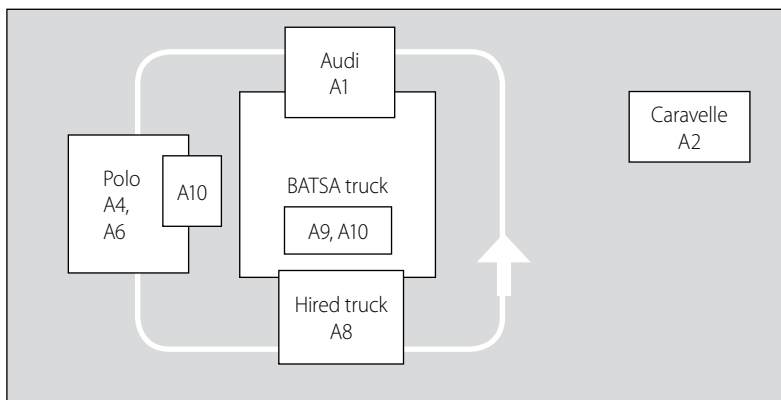 Audi
A1
Caravelle
A2
Polo
A4,
A6
A10
BATSA truck
A9, A10
Hired truck
A8